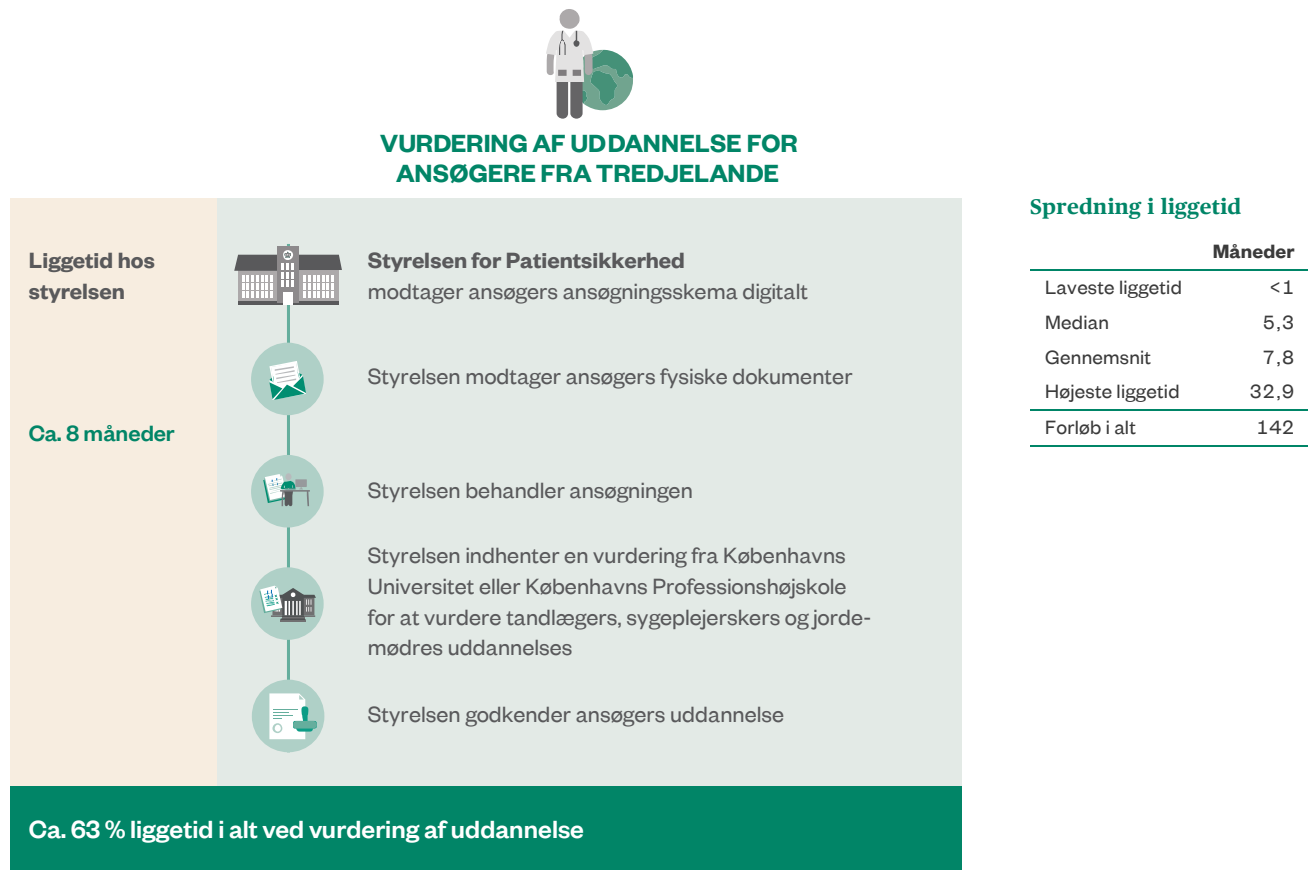 VURDERING AF UDDANNELSE FOR
ANSØGERE FRA TREDJELANDE
Liggetid hos
styrelsen
Ca. 8 måneder
Styrelsen for Patientsikkerhed
modtager ansøgers ansøgningsskema digitalt
Styrelsen modtager ansøgers fysiske dokumenter
Styrelsen behandler ansøgningen
Styrelsen indhenter en vurdering fra Københavns
Universitet eller Københavns Professionshøjskole
for at vurdere tandlægers, sygeplejerskers og jorde-
mødres uddannelses
Styrelsen godkender ansøgers uddannelse
Ca. 63 % liggetid i alt ved vurdering af uddannelse
Spredning i liggetid
Måneder
Laveste liggetid <1
Median 5,3
Gennemsnit 7,8
Højeste liggetid 32,9
Forløb i alt 142